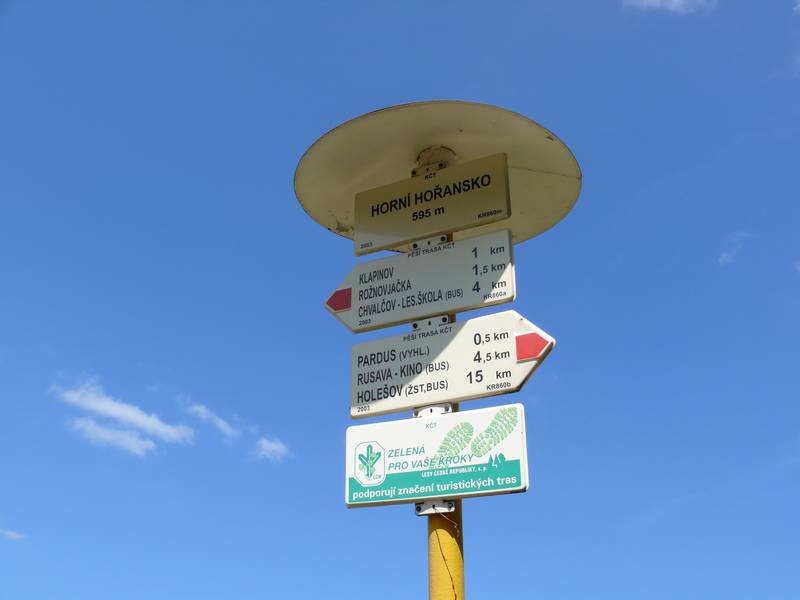 KČT
HORNÍ HOŘANSKO
595 m
2003 KR860m
PĚŠÍ TRASA KČT
KLAPINOV 1 km
ROŽNOVJAČKA 1,5 km
CHVALČOV - LES.ŠKOLA (BUS) 4 km
2003 KR860a
PĚŠÍ TRASA KČT
PARDUS (VYHL.) 0,5 km
RUSAVA - KINO (BUS) 4,5 km
HOLEŠOV (ŽST,BUS) 15 km
2003 KR860b
KČT
ZELENÁ
PRO VAŠE KROKY
LESY ČESKÉ REPUBLIKY, s. p.
LČR
podporují značení turistických tras